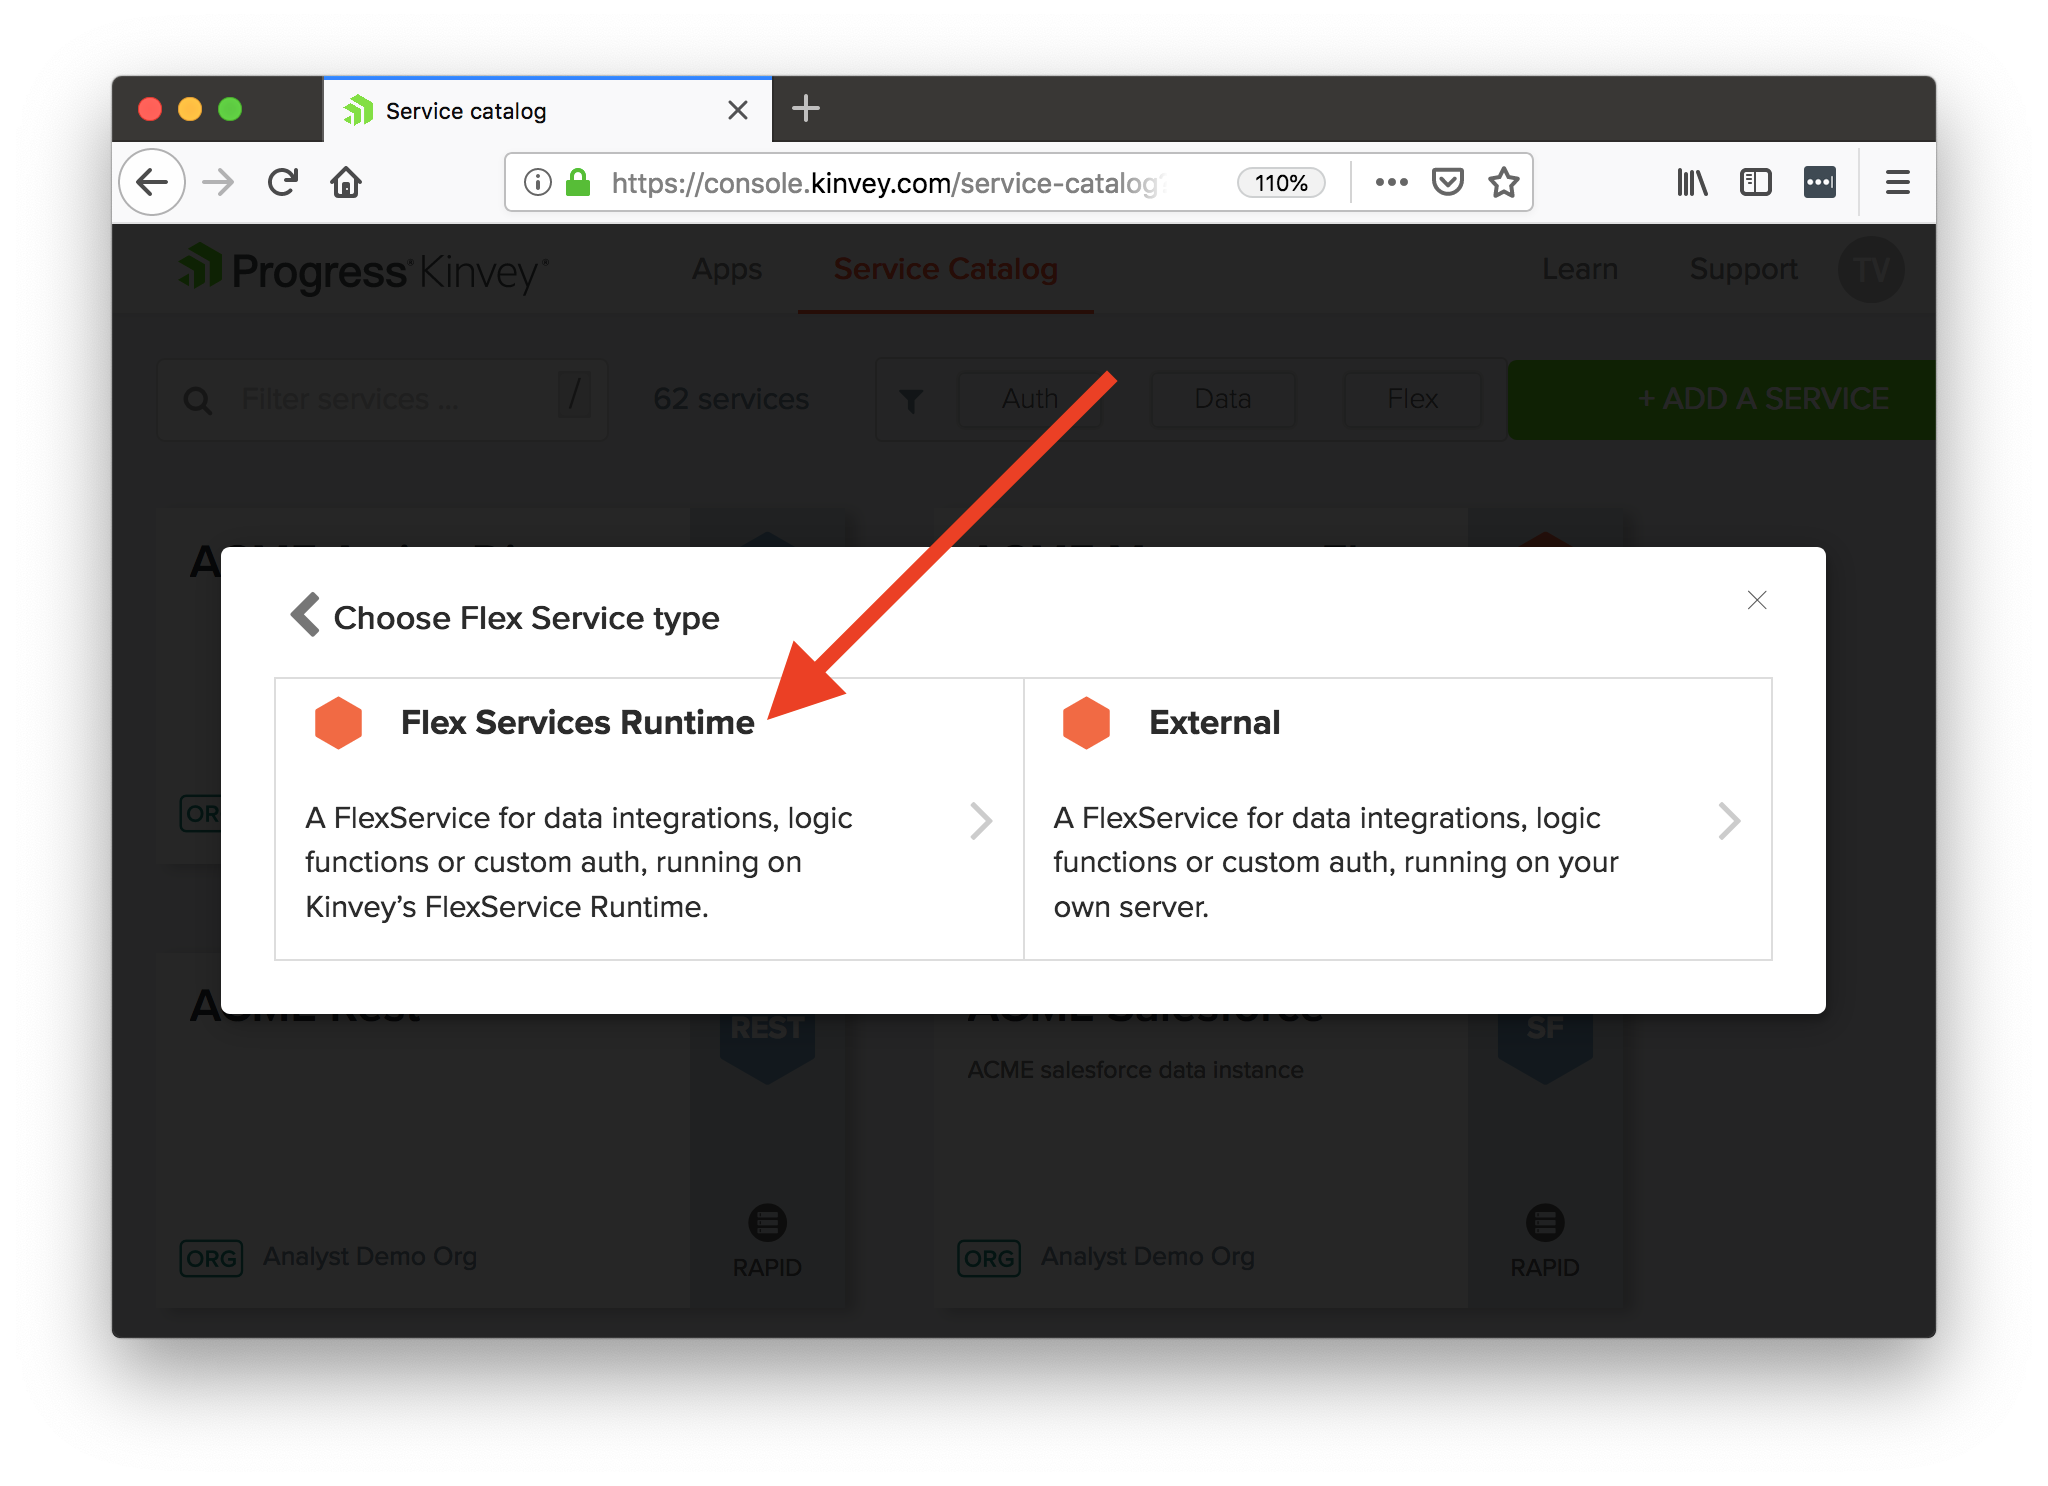 Service catalog
https://console.kinvey.com/service-catalog
110%
Progress Kinvey
Apps
Service Catalog
Learn
Support
TV
Filter services ...
/
62 services
Auth
Data
Flex
+ ADD A SERVICE
Choose Flex Service type
Flex Services Runtime
A FlexService for data integrations, logic
functions or custom auth, running on
Kinvey’s FlexService Runtime.
External
A FlexService for data integrations, logic
functions or custom auth, running on your
own server.
ACME Rest
REST
ACME Salesforce
SF
ACME salesforce data instance
ORG
Analyst Demo Org
RAPID
ORG
Analyst Demo Org
RAPID